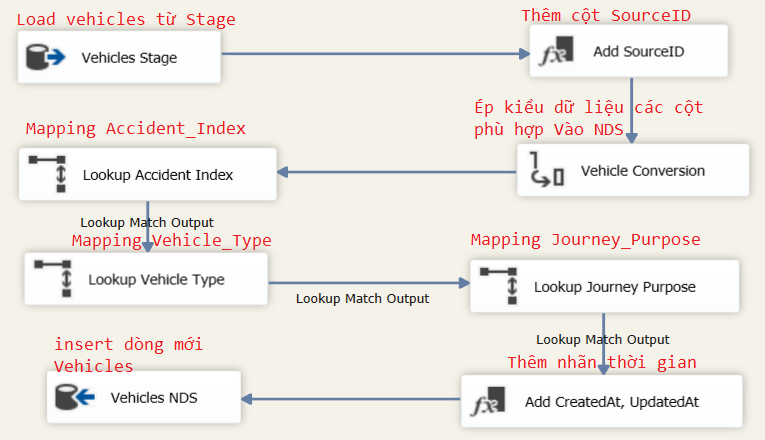 Load vehicles từ Stage
Vehicles Stage
Thêm cột SourceID
Add SourceID
Ép kiểu dữ liệu các cột
phù hợp Vào NDS
Vehicle Conversion
Mapping Accident_Index
Lookup Accident Index
Lookup Match Output
Mapping Vehicle_Type
Lookup Vehicle Type
Lookup Match Output
Mapping Journey_Purpose
Lookup Journey Purpose
Lookup Match Output
Thêm nhãn thời gian
Add CreatedAt, UpdatedAt
insert dòng mới
Vehicles
Vehicles NDS